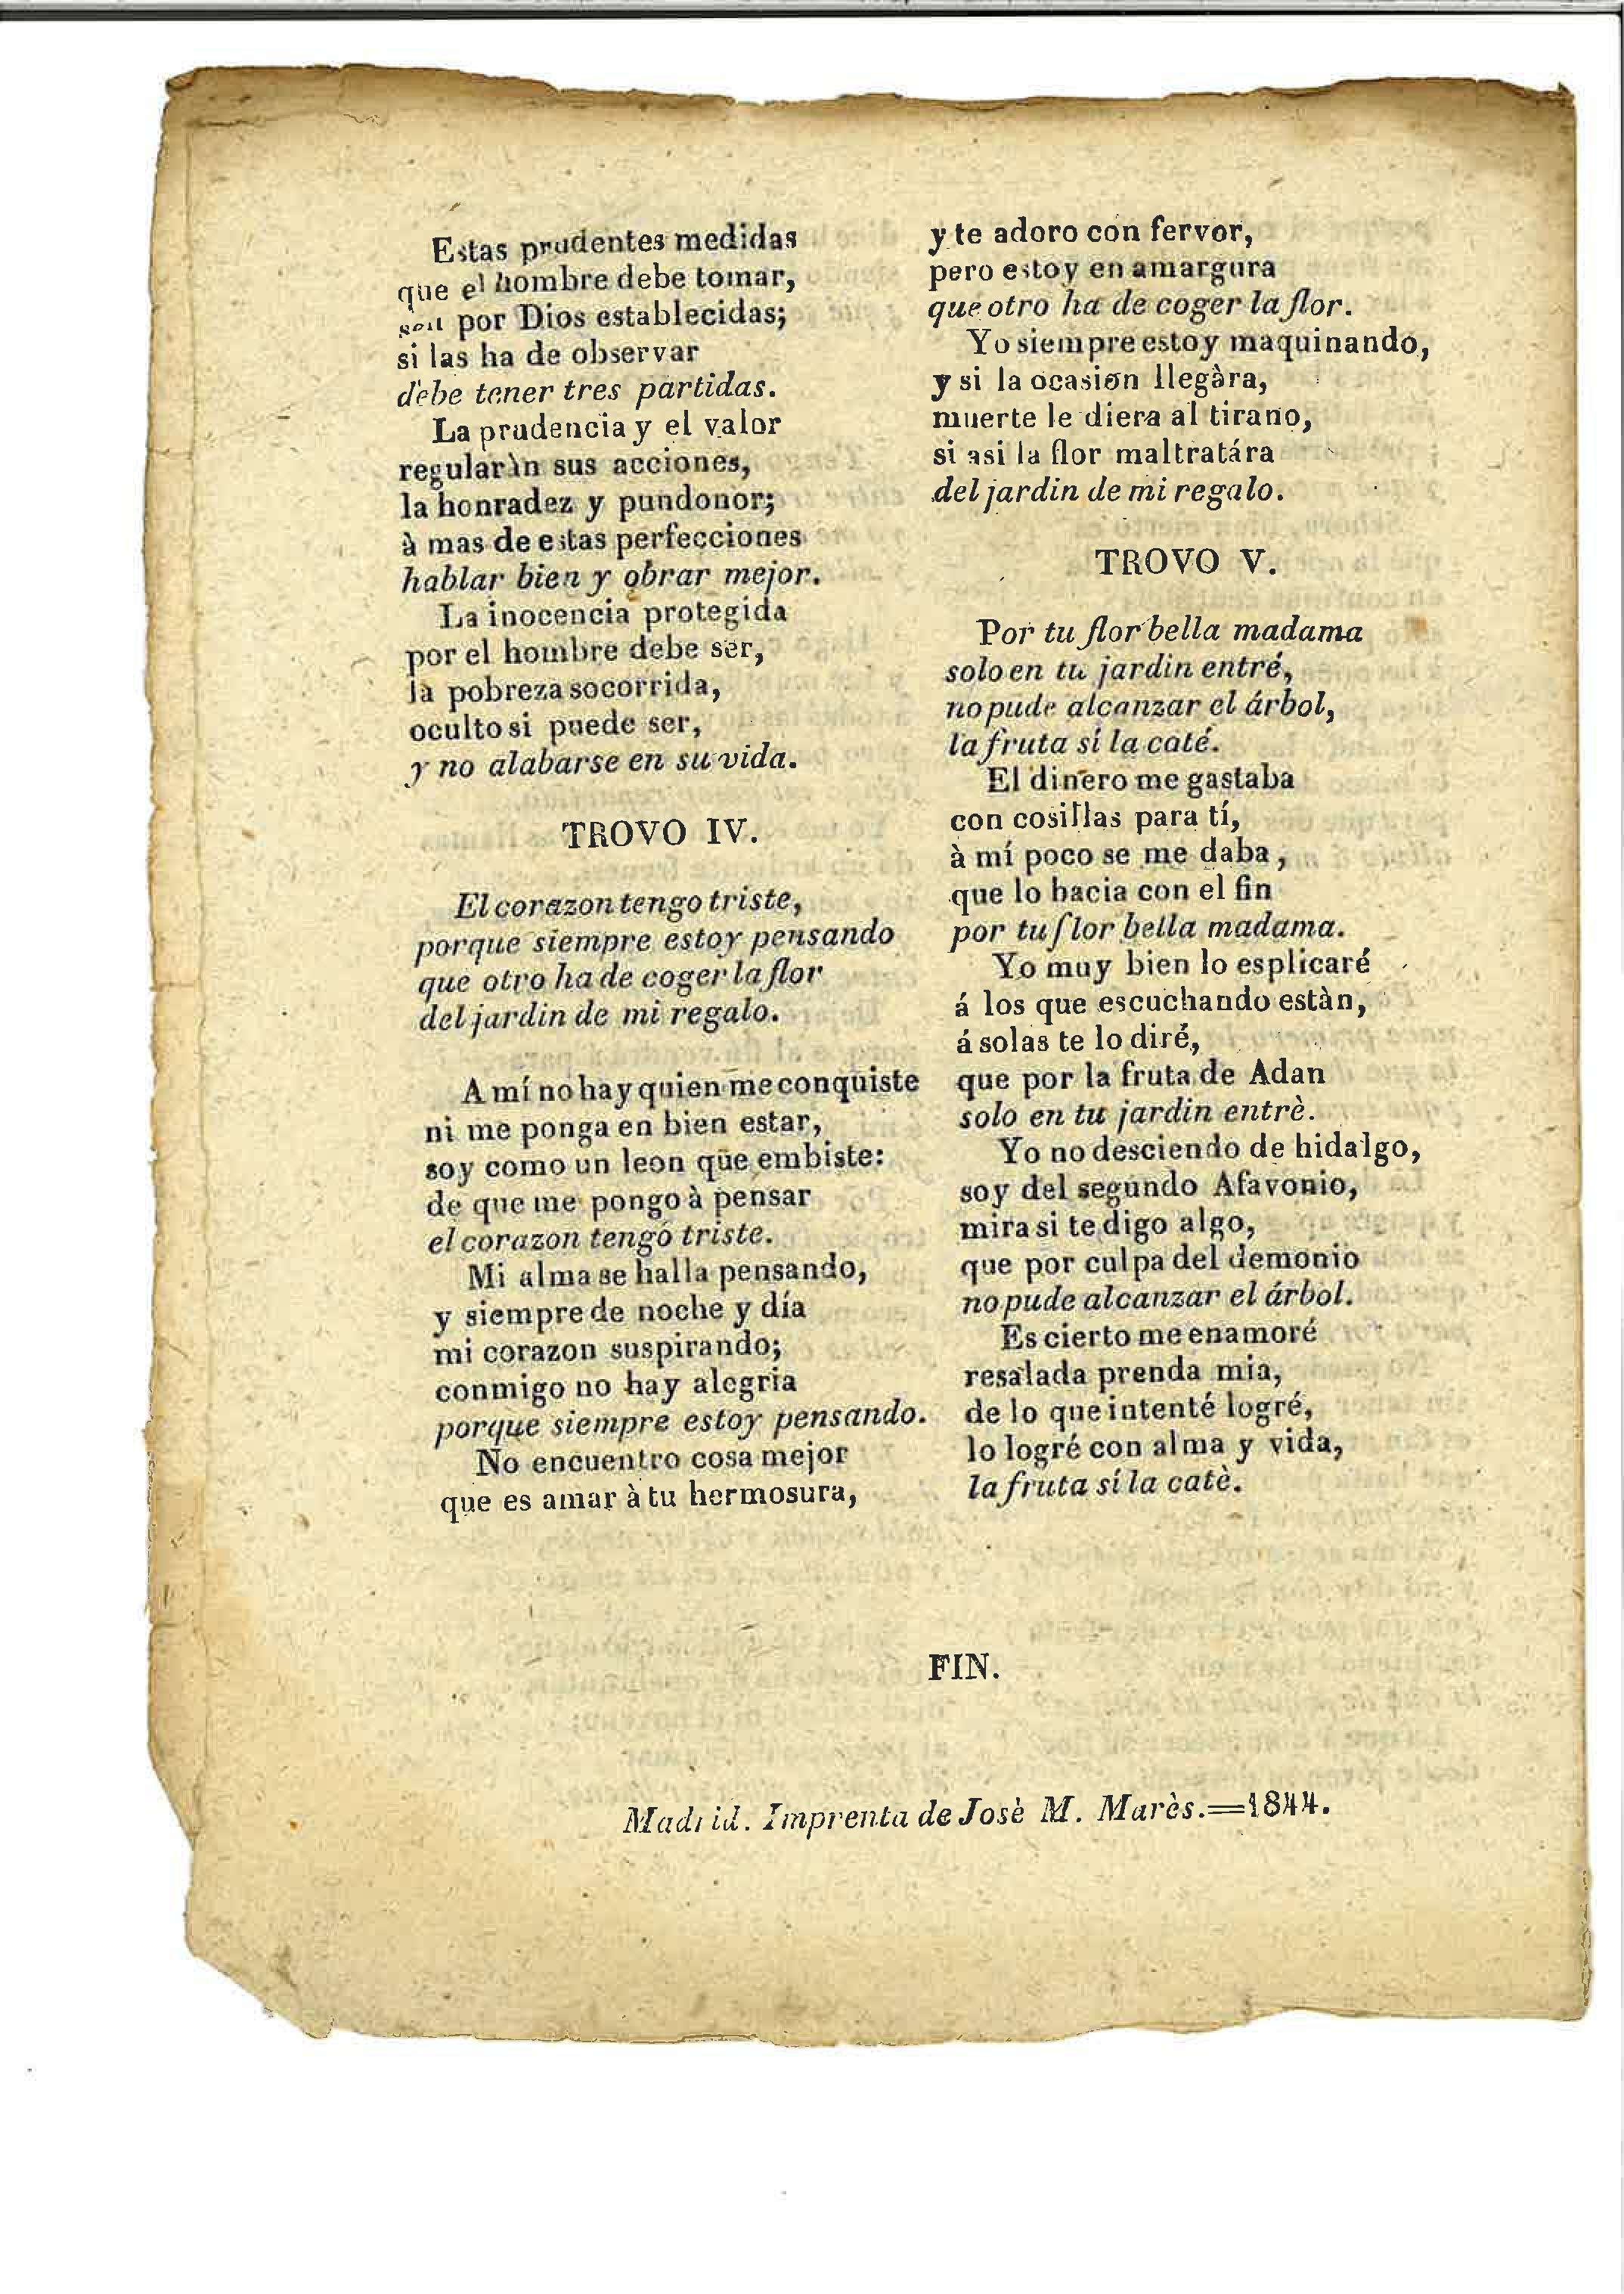 Estas prudentes medidas
que el hombre debe tomar,
son por Dios establecidas;
si las ha de observar
debe tener tres partidas.
La prudencia y el valor
regularàn sus acciones,
la honradez y pundonor;
à mas de estas perfecciones
hablar bien y obrar mejor.
La inocencia protegida
por el hombre debe ser,
la pobreza socorrida,
oculto si puede ser,
y no alabarse en su vida.
TROVO IV.
El corazon tengo triste,
porque siempre estoy pensando
que otro ha de coger la flor
del jardin de mi regalo.
A mí no hay quien me conquiste
ni me ponga en bien estar,
soy como un leon que embiste:
de que me pongo à pensar
el corazon tengo triste.
Mi alma se halla pensando,
y siempre de noche y día
mi corazon suspirando;
conmigo no hay alegria
porque siempre estoy pensando.
No encuentro cosa mejor
que es amar à tu hermosura,
y te adoro con fervor,
pero estoy en amargura
que otro ha de coger la flor.
Yo siempre estoy maquinando,
y si la ocasion llegàra,
muerte le diera al tirano,
si asi la flor maltratára
del jardin de mi regalo.
TROVO V.
Por tu flor bella madama
solo en tu jardin entré,
no pude alcanzar el árbol,
la fruta sí la caté.
El dinero me gastaba
con cosillas para tí,
à mí poco se me daba,
que lo hacia con el fin
por tu flor bella madama.
Yo muy bien lo esplicaré
á los que escuchando estàn,
á solas te lo diré,
que por la fruta de Adan
solo en tu jardin entrè.
Yo no desciendo de hidalgo,
soy del segundo Afavonio,
mira si te digo algo,
que por culpa del demonio
no pude alcanzar el árbol.
Es cierto me enamoré
resalada prenda mia,
de lo que intenté logré,
lo logré con alma y vida,
la fruta sí la catè.
FIN.
Madrid. Imprenta de Josè M. Marès.=1844.